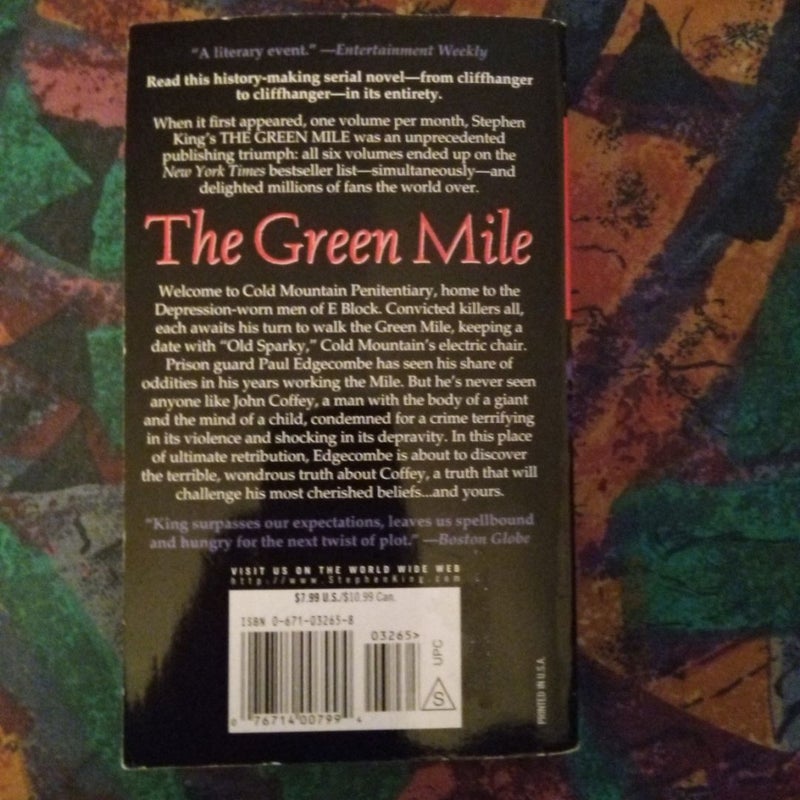 "A literary event." —Entertainment Weekly
Read this history-making serial novel—from cliffhanger
to cliffhanger—in its entirety.
When it first appeared, one volume per month, Stephen
King's THE GREEN MILE was an unprecedented
publishing triumph: all six volumes ended up on the
New York Times bestseller list—simultaneously—and
delighted millions of fans the world over.
The Green Mile
Welcome to Cold Mountain Penitentiary, home to the
Depression-worn men of E Block. Convicted killers all,
each awaits his turn to walk the Green Mile, keeping a
date with "Old Sparky," Cold Mountain's electric chair.
Prison guard Paul Edgecombe has seen his share of
oddities in his years working the Mile. But he's never seen
anyone like John Coffey, a man with the body of a giant
and the mind of a child, condemned for a crime terrifying
in its violence and shocking in its depravity. In this place
of ultimate retribution, Edgecombe is about to discover
the terrible, wondrous truth about Coffey, a truth that will
challenge his most cherished beliefs...and yours.
"King surpasses our expectations, leaves us spellbound
and hungry for the next twist of plot." —Boston Globe
VISIT US ON THE WORLD WIDE WEB
http://www.StephenKing.com
$7.99 U.S./$10.99 Can.
ISBN 0-671-03265-8
03265>
UPC
S
0 76714 00799 4
PRINTED IN U.S.A.